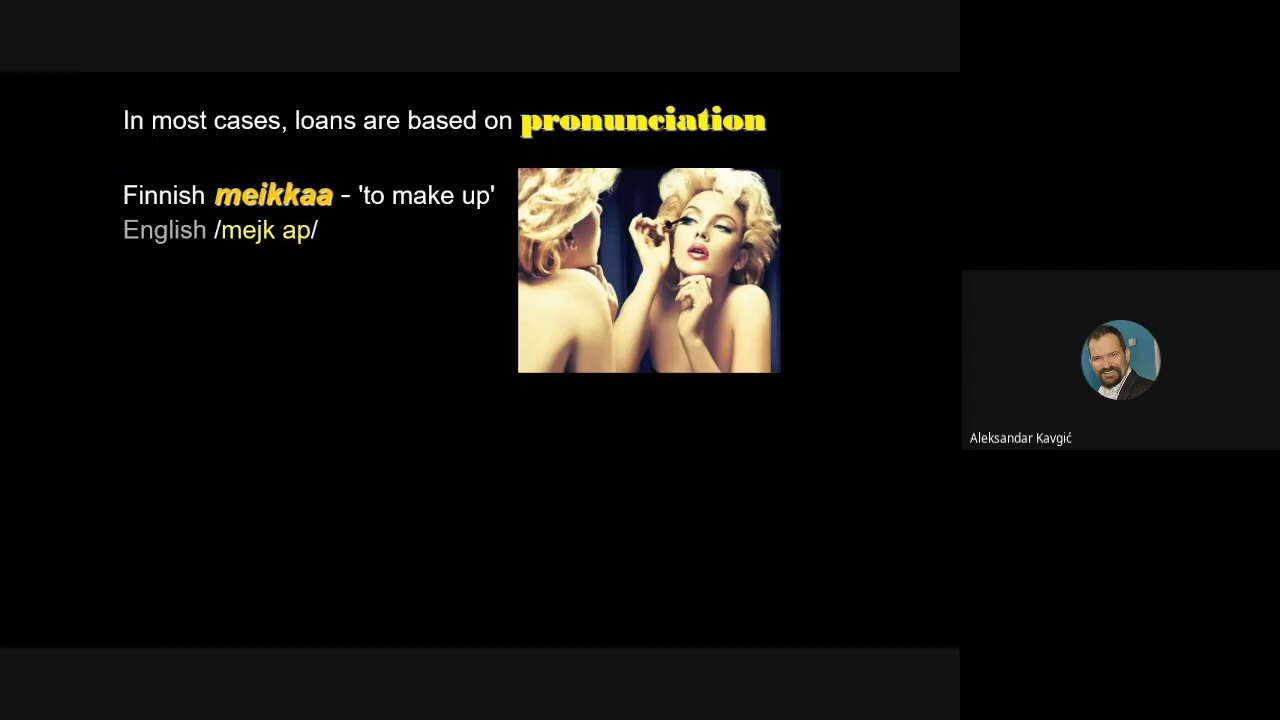 In most cases, loans are based on pronunciation
Finnish meikkaa - 'to make up'
English /mejk ap/
Aleksandar Kavgić